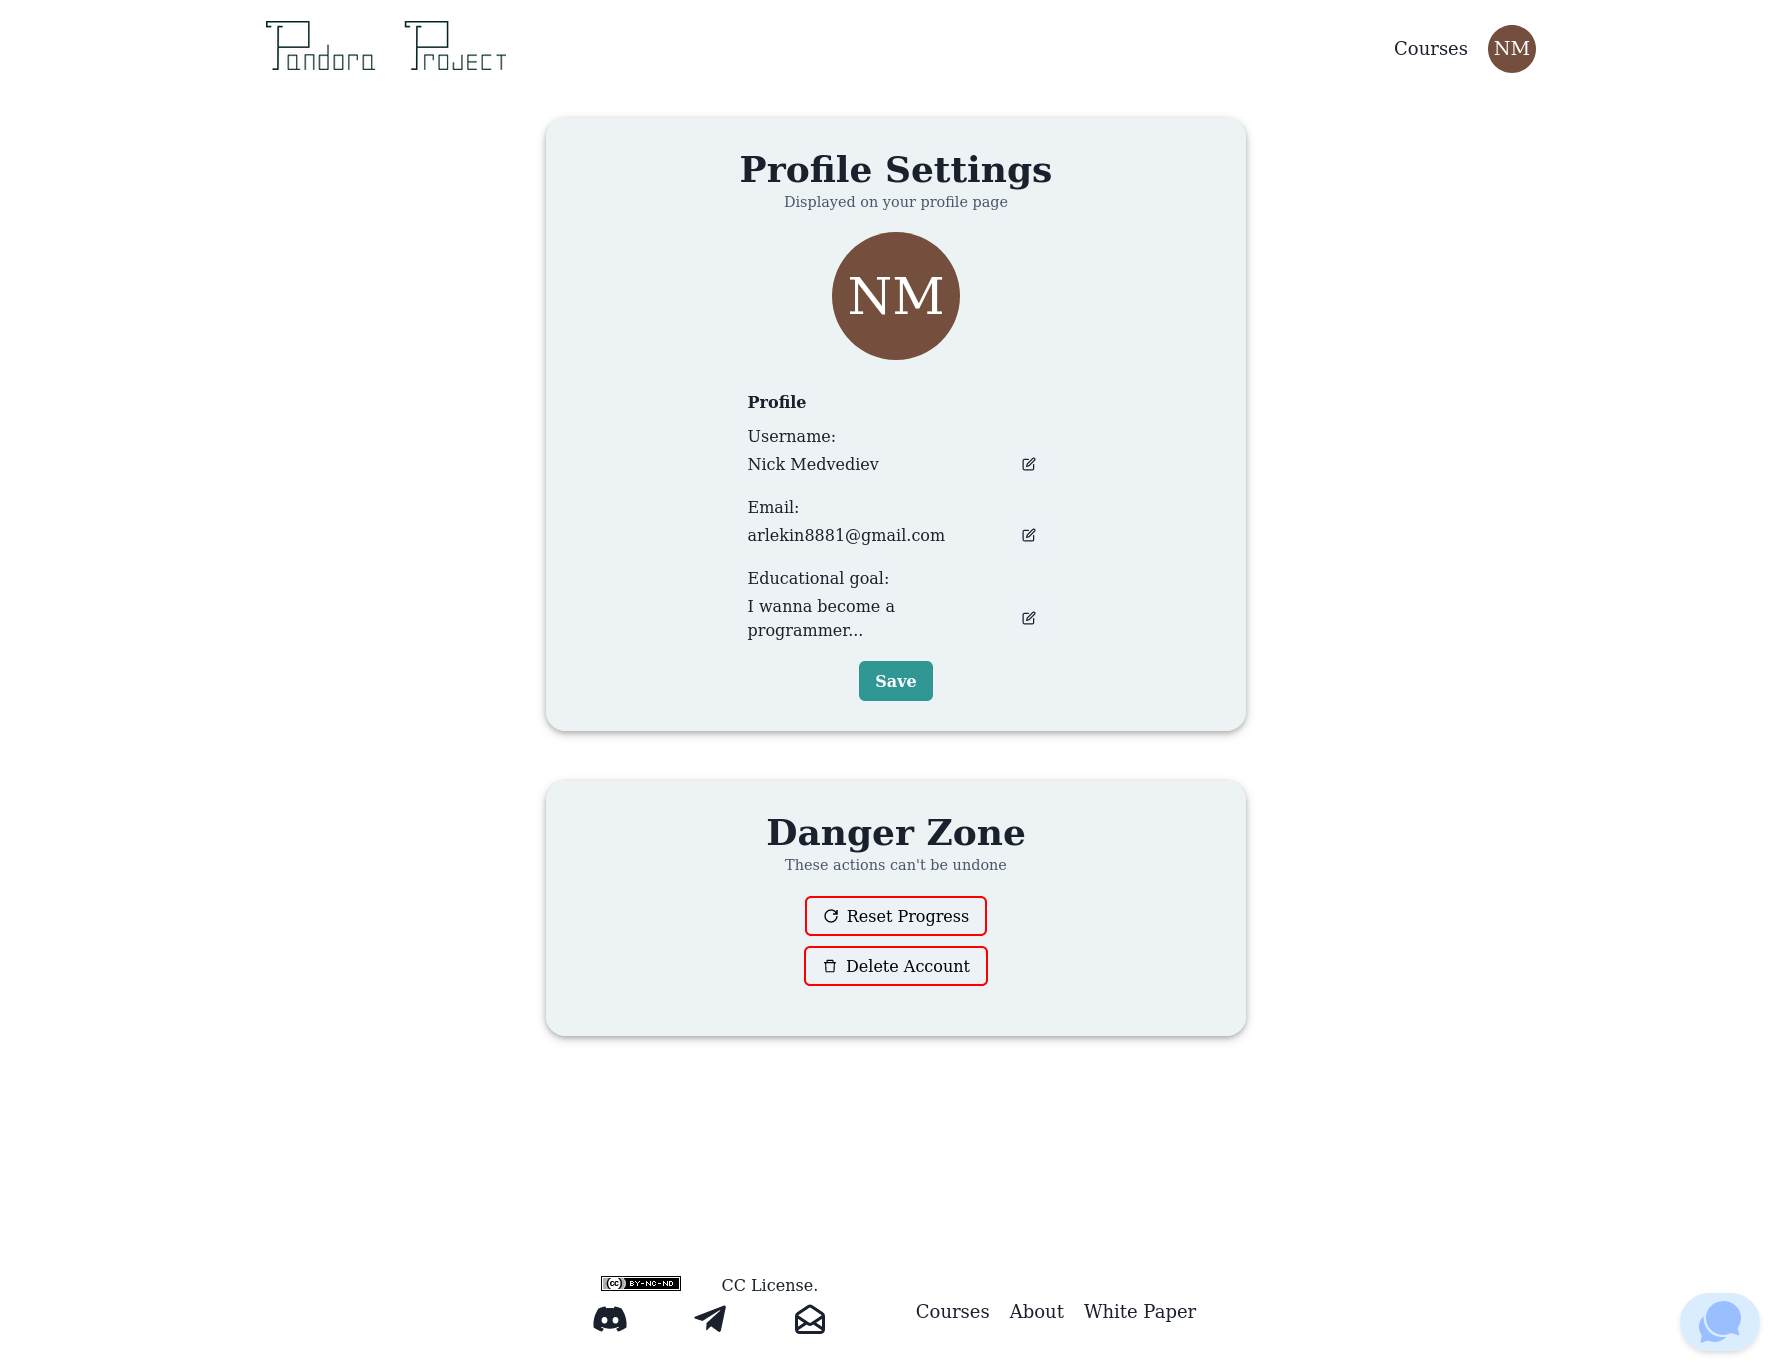 Pandora Project
Courses
NM
Profile Settings
Displayed on your profile page
NM
Profile
Username:
Nick Medvediev
Email:
arlekin8881@gmail.com
Educational goal:
I wanna become a
programmer...
Save
Danger Zone
These actions can't be undone
Reset Progress
Delete Account
cc BY-NC-ND
CC License.
Courses
About
White Paper